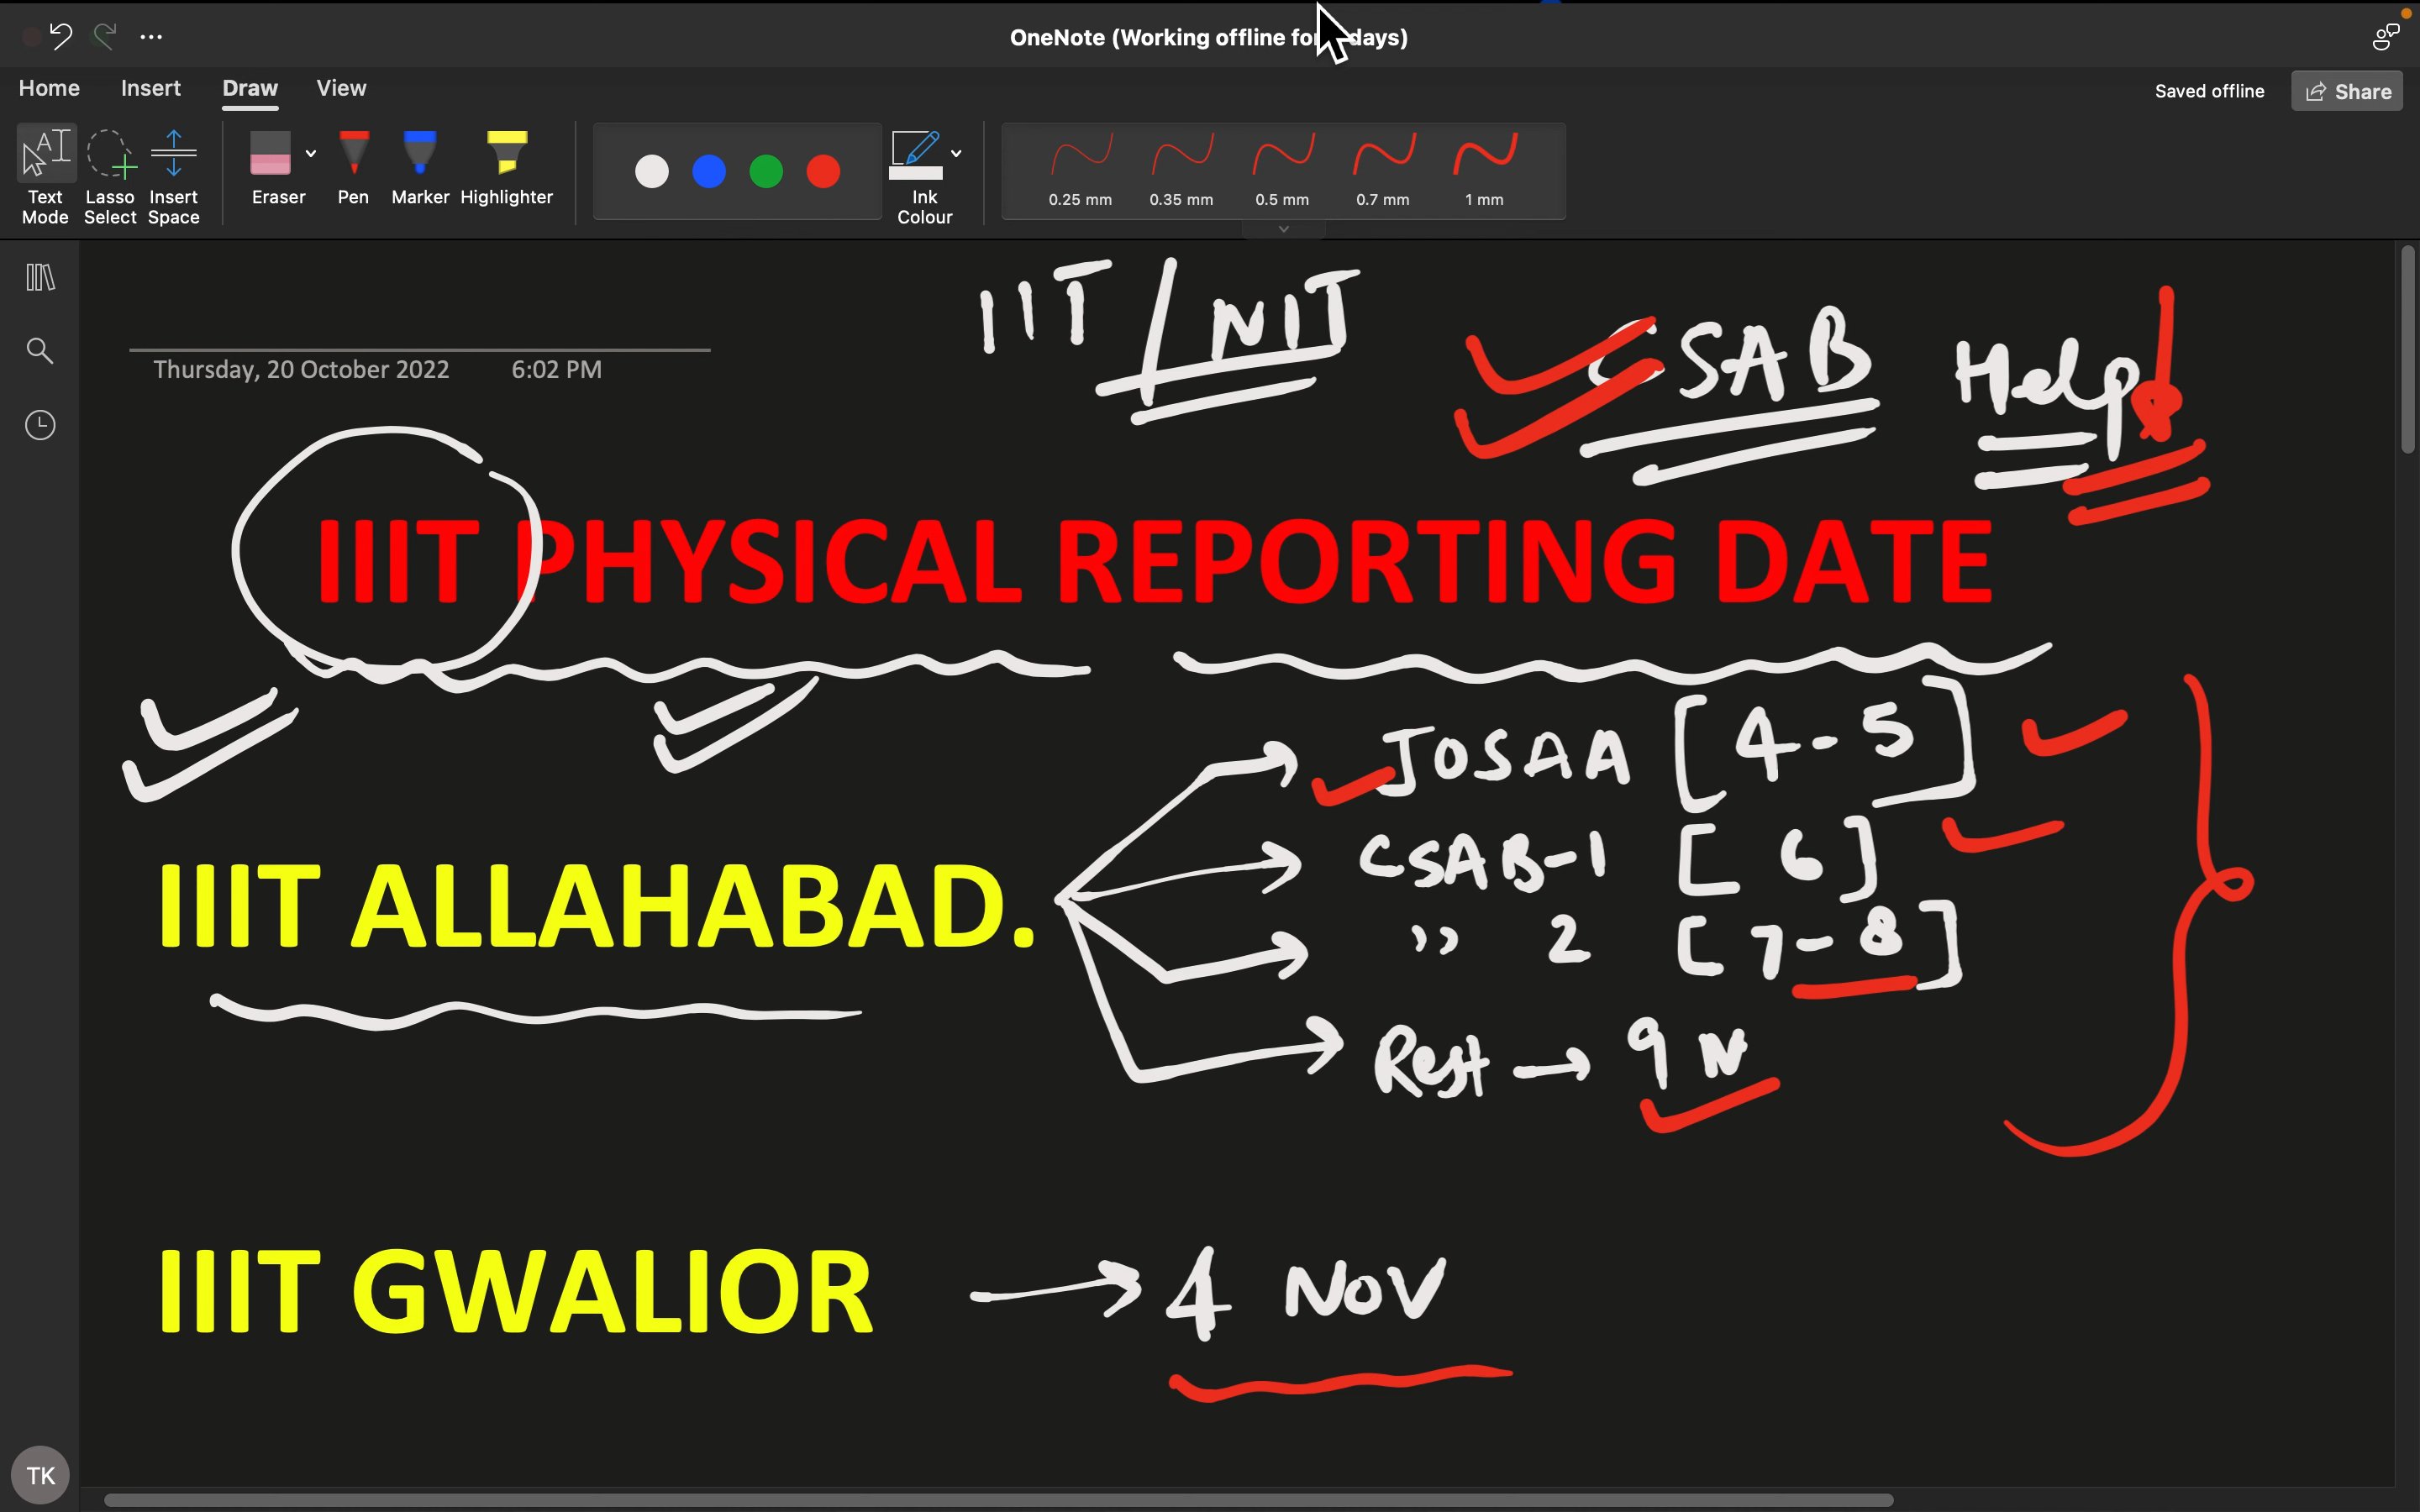 OneNote (Working offline for days)
Home Insert Draw View
Saved offline Share
Text Mode Lasso Select Insert Space Eraser Pen Marker Highlighter Ink Colour 0.25 mm 0.35 mm 0.5 mm 0.7 mm 1 mm
IIT / NIT CSAB Help
Thursday, 20 October 2022 6:02 PM
IIIT PHYSICAL REPORTING DATE
JOSAA [4-5]
CSAB-1 [6]
IIIT ALLAHABAD.
" 2 [7-8]
Rest → 9 N
IIIT GWALIOR → 4 NOV
TK